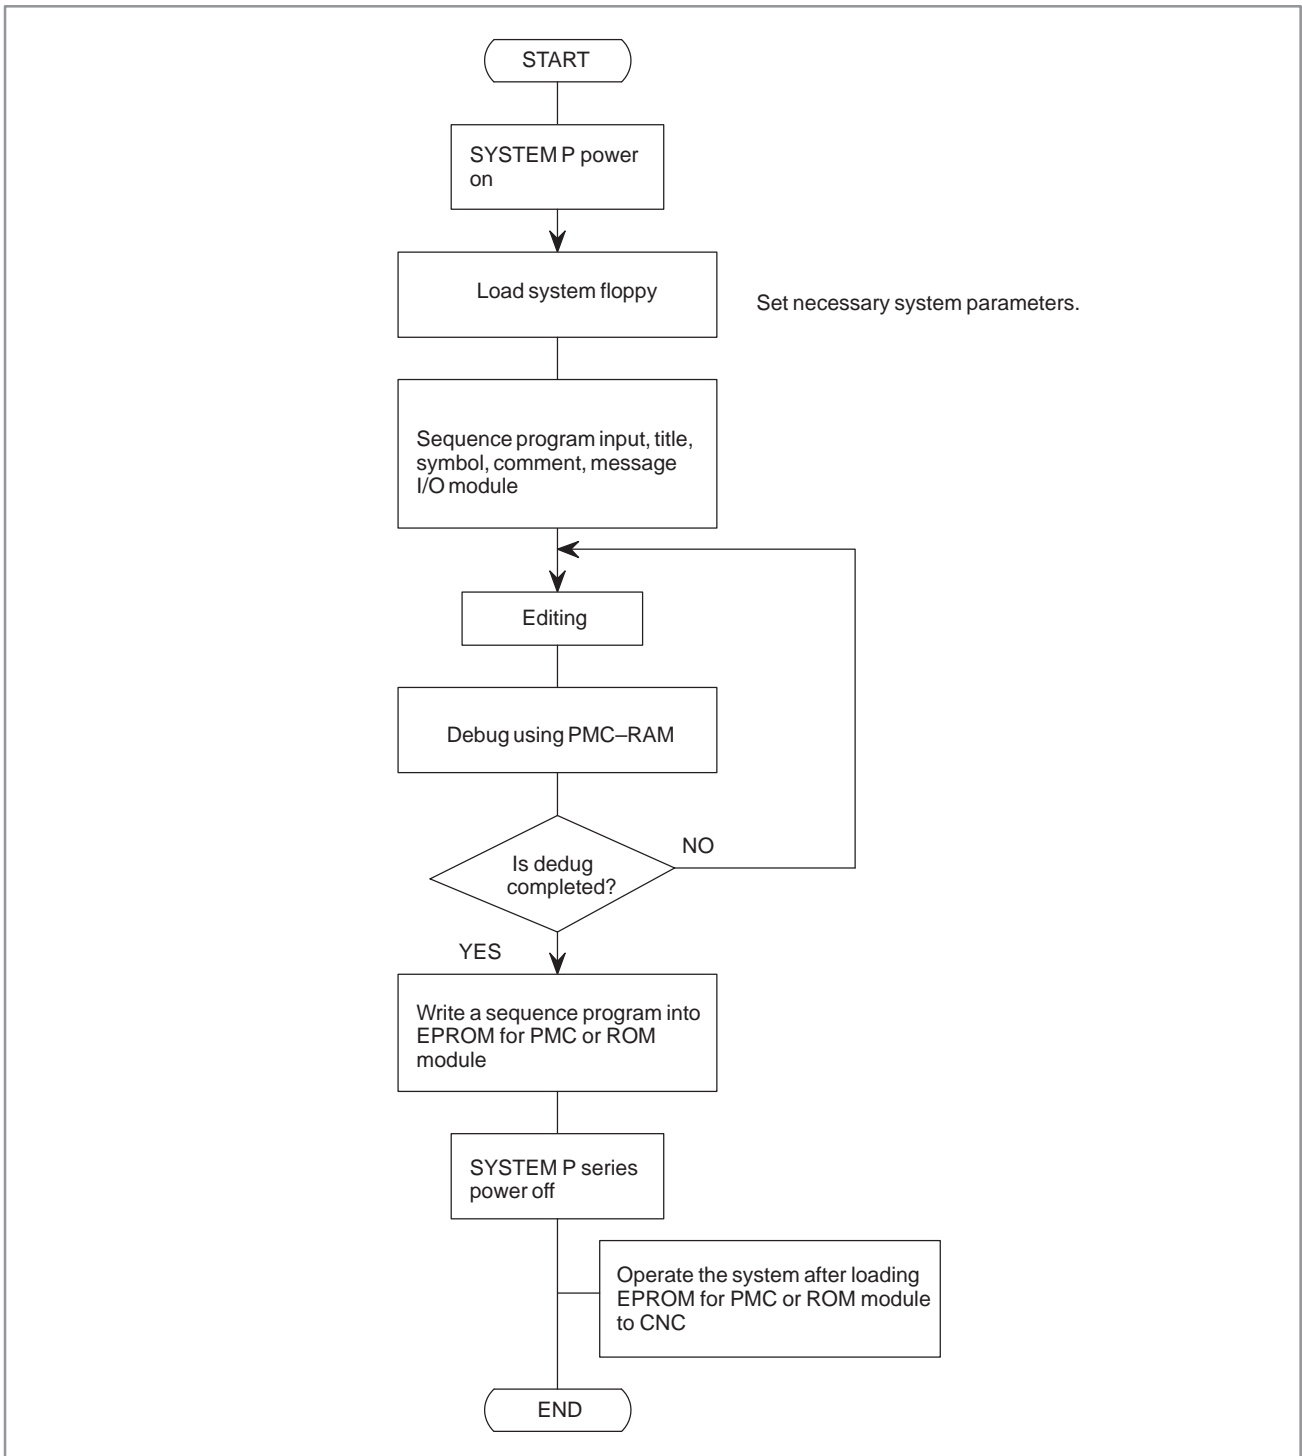 START
SYSTEM P power
on
Load system floppy
Set necessary system parameters.
Sequence program input, title,
symbol, comment, message
I/O module
Editing
Debug using PMC–RAM
NO
Is dedug
completed?
YES
Write a sequence program into
EPROM for PMC or ROM
module
SYSTEM P series
power off
Operate the system after loading
EPROM for PMC or ROM module
to CNC
END